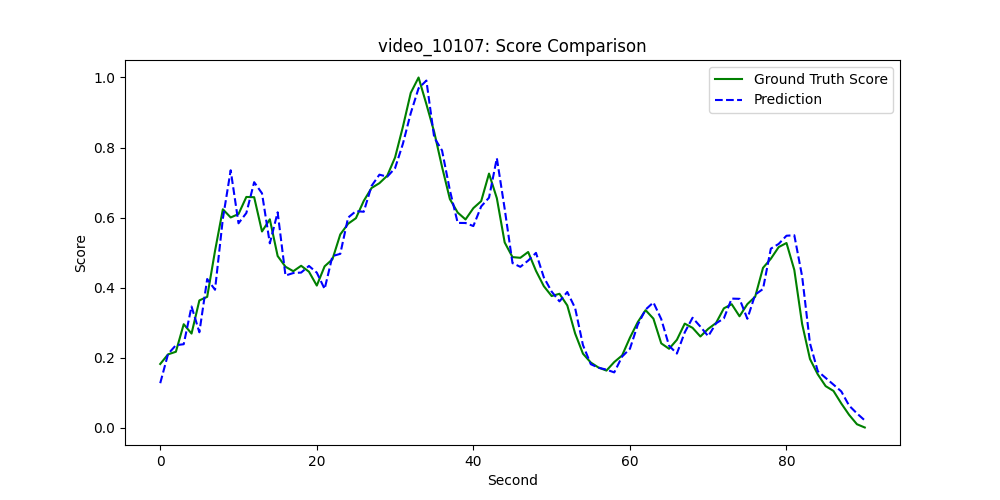 video_10107: Score Comparison
Ground Truth Score
Prediction
Score
1.0
0.8
0.6
0.4
0.2
0.0
0 20 40 60 80
Second